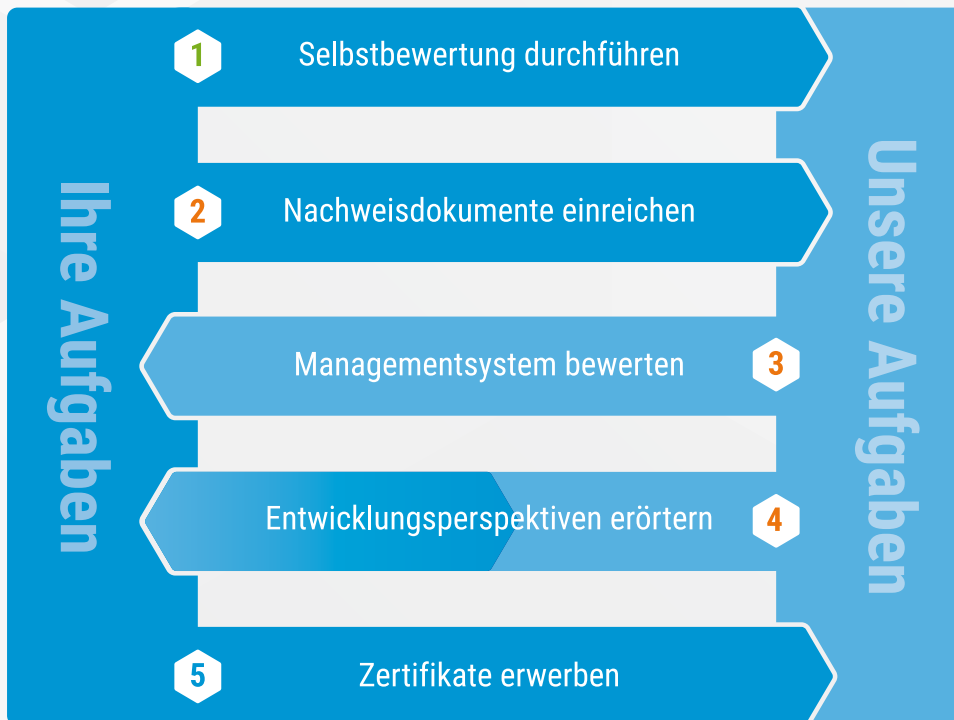 Ihre Aufgaben
Unsere Aufgaben
1 Selbstbewertung durchführen
2 Nachweisdokumente einreichen
Managementsystem bewerten 3
Entwicklungsperspektiven erörtern 4
5 Zertifikate erwerben